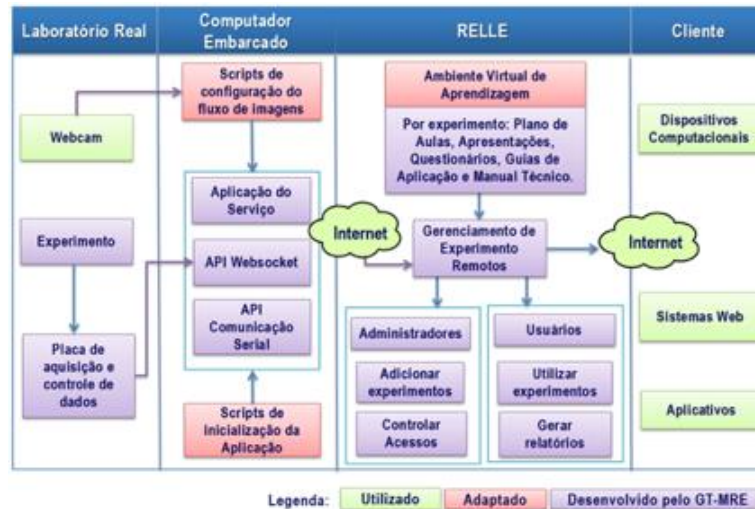 Laboratório Real
Computador
Embarcado
RELLE
Cliente
Webcam
Experimento
Placa de
aquisição e
controle de
dados
Scripts de
configuração do
fluxo de imagens
Aplicação do
Serviço
API Websocket
API
Comunicação
Serial
Scripts de
inicialização da
Aplicação
Internet
Ambiente Virtual de
Aprendizagem
Por experimento: Plano de
Aulas, Apresentações,
Questionários, Guias de
Aplicação e Manual Técnico.
Gerenciamento de
Experimento
Remotos
Administradores
Adicionar
experimentos
Controlar
Acessos
Usuários
Utilizar
experimentos
Gerar
relatórios
Internet
Dispositivos
Computacionais
Sistemas Web
Aplicativos
Legenda: Utilizado Adaptado Desenvolvido pelo GT-MRE